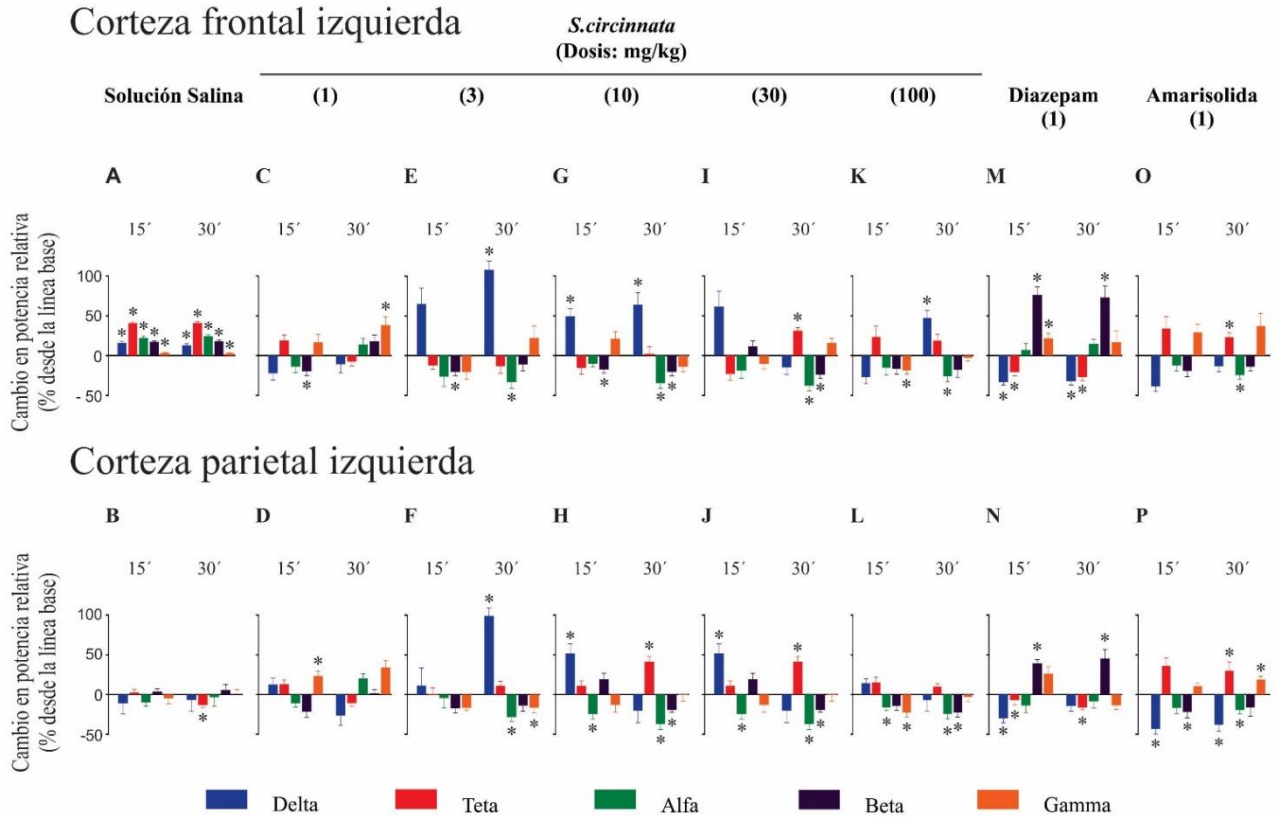 Corteza frontal izquierda
S.circinnata
(Dosis: mg/kg)
Solución Salina (1) (3) (10) (30) (100) Diazepam (1) Amarisolida (1)
A C E G I K M O
15´ 30´ 15´ 30´ 15´ 30´ 15´ 30´ 15´ 30´ 15´ 30´ 15´ 30´ 15´ 30´
Cambio en potencia relativa
(% desde la línea base)
100
50
0
- 50
Corteza parietal izquierda
B D F H J L N P
15´ 30´ 15´ 30´ 15´ 30´ 15´ 30´ 15´ 30´ 15´ 30´ 15´ 30´ 15´ 30´
Cambio en potencia relativa
(% desde la línea base)
100
50
0
-50
Delta Teta Alfa Beta Gamma